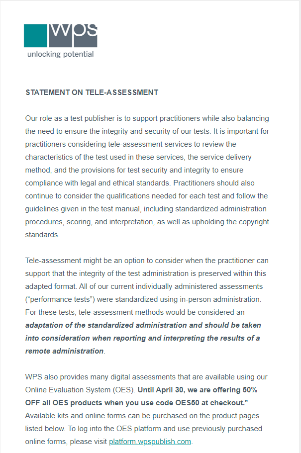 wps
unlocking potential
STATEMENT ON TELE-ASSESSMENT
Our role as a test publisher is to support practitioners while also balancing
the need to ensure the integrity and security of our tests. It is important for
practitioners considering tele-assessment services to review the
characteristics of the test used in these services, the service delivery
method, and the provisions for test security and integrity to ensure
compliance with legal and ethical standards. Practitioners should also
continue to consider the qualifications needed for each test and follow the
guidelines given in the test manual, including standardized administration
procedures, scoring, and interpretation, as well as upholding the copyright
standards.
Tele-assessment might be an option to consider when the practitioner can
support that the integrity of the test administration is preserved within this
adapted format. All of our current individually administered assessments
("performance tests") were standardized using in-person administration.
For these tests, tele-assessment methods would be considered an
adaptation of the standardized administration and should be taken
into consideration when reporting and interpreting the results of a
remote administration.
WPS also provides many digital assessments that are available using our
Online Evaluation System (OES). Until April 30, we are offering 50%
OFF all OES products when you use code OES50 at checkout.*
Available kits and online forms can be purchased on the product pages
listed below. To log into the OES platform and use previously purchased
online forms, please visit platform.wpspublish.com